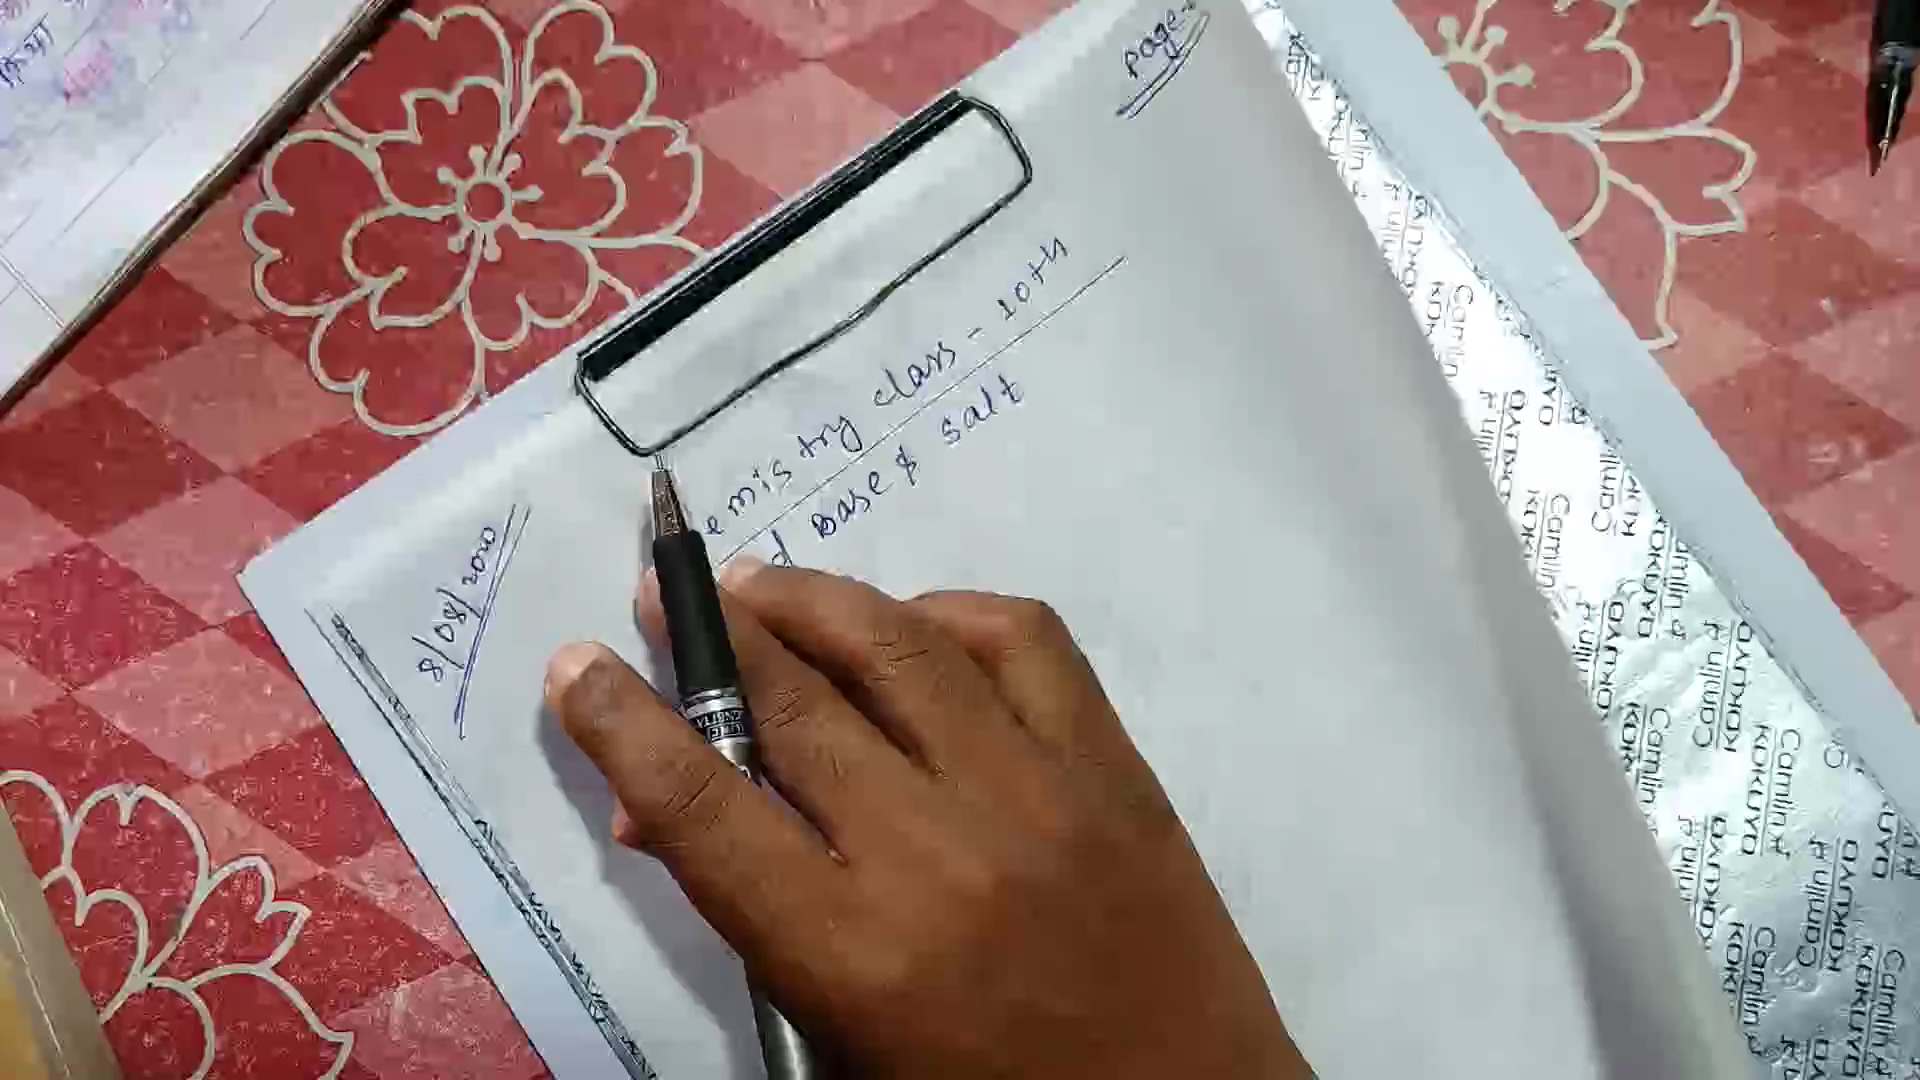 Page-
emistry class - 10th
d Base & salt
8/08/2020
Camlin
KOKUYO